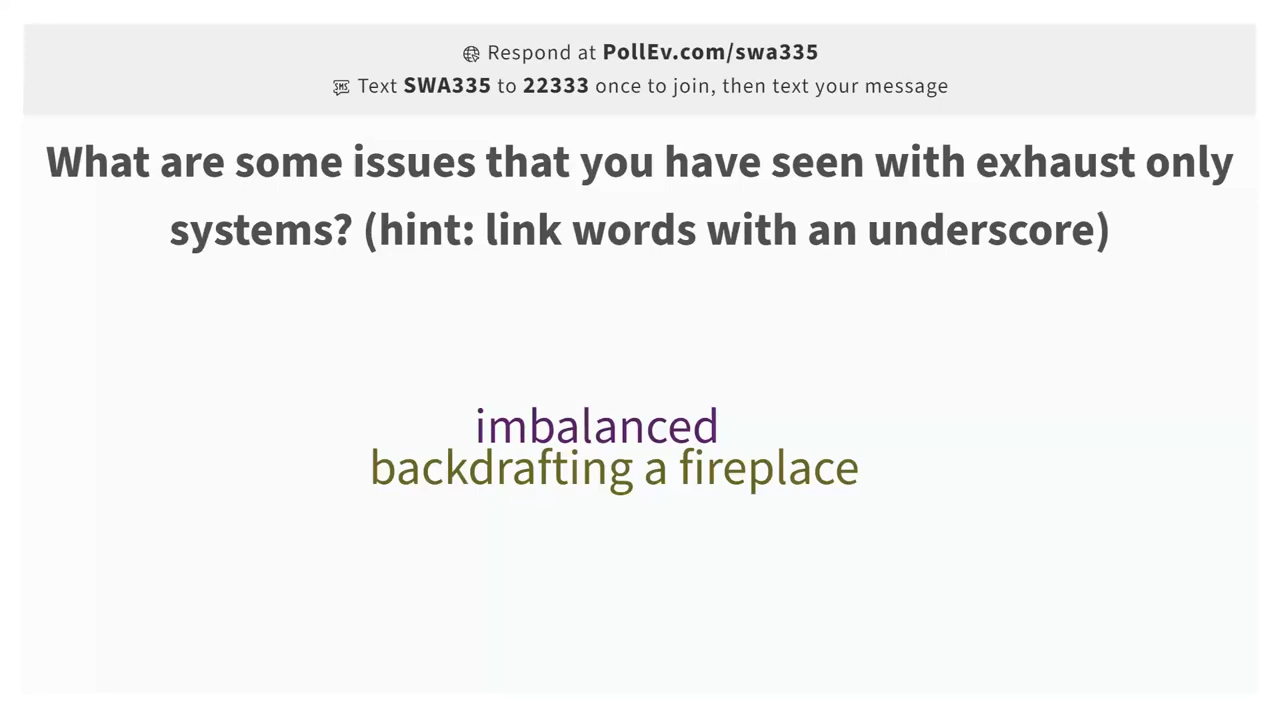 Respond at PollEv.com/swa335
Text SWA335 to 22333 once to join, then text your message
What are some issues that you have seen with exhaust only
systems? (hint: link words with an underscore)
imbalanced
backdrafting a fireplace